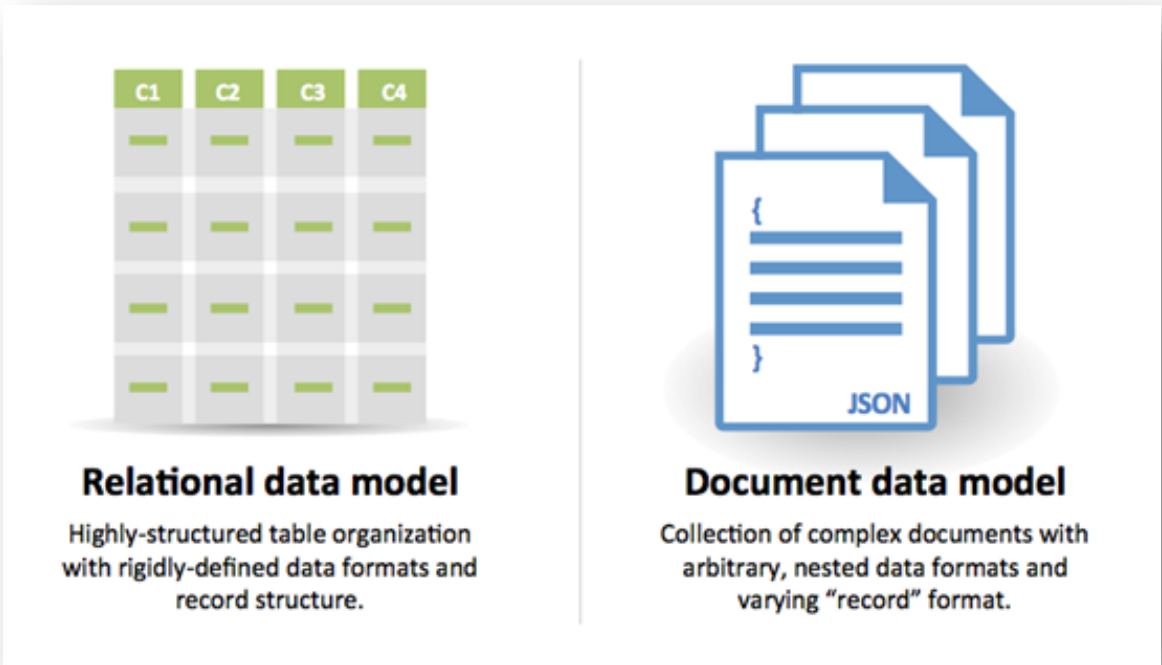 C1 C2 C3 C4
{
}
JSON
Relational data model
Highly-structured table organization
with rigidly-defined data formats and
record structure.
Document data model
Collection of complex documents with
arbitrary, nested data formats and
varying “record” format.